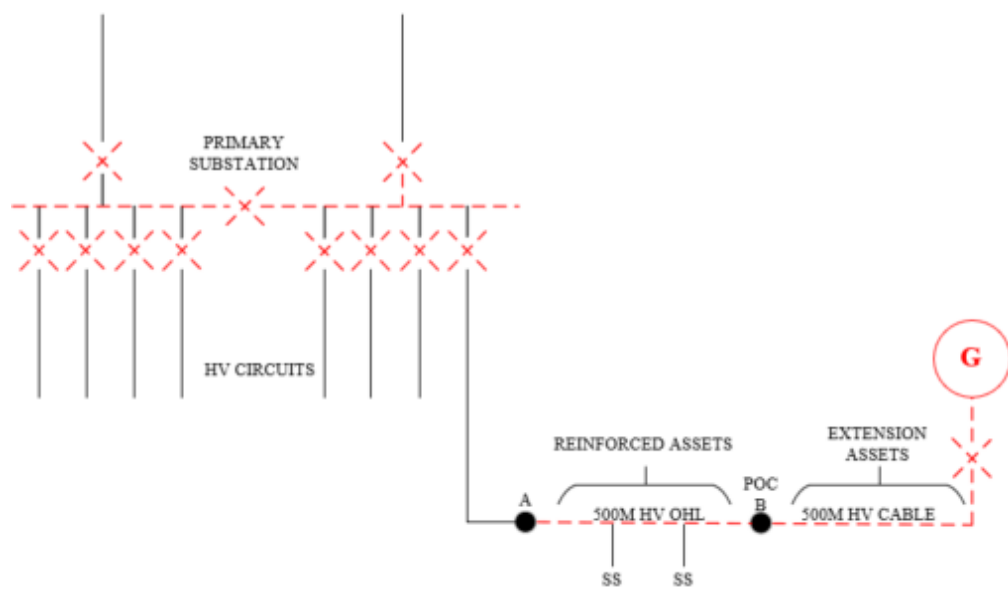 PRIMARY
SUBSTATION
HV CIRCUITS
G
REINFORCED ASSETS
EXTENSION
ASSETS
A
500M HV OHL
POC
B
500M HV CABLE
SS
SS